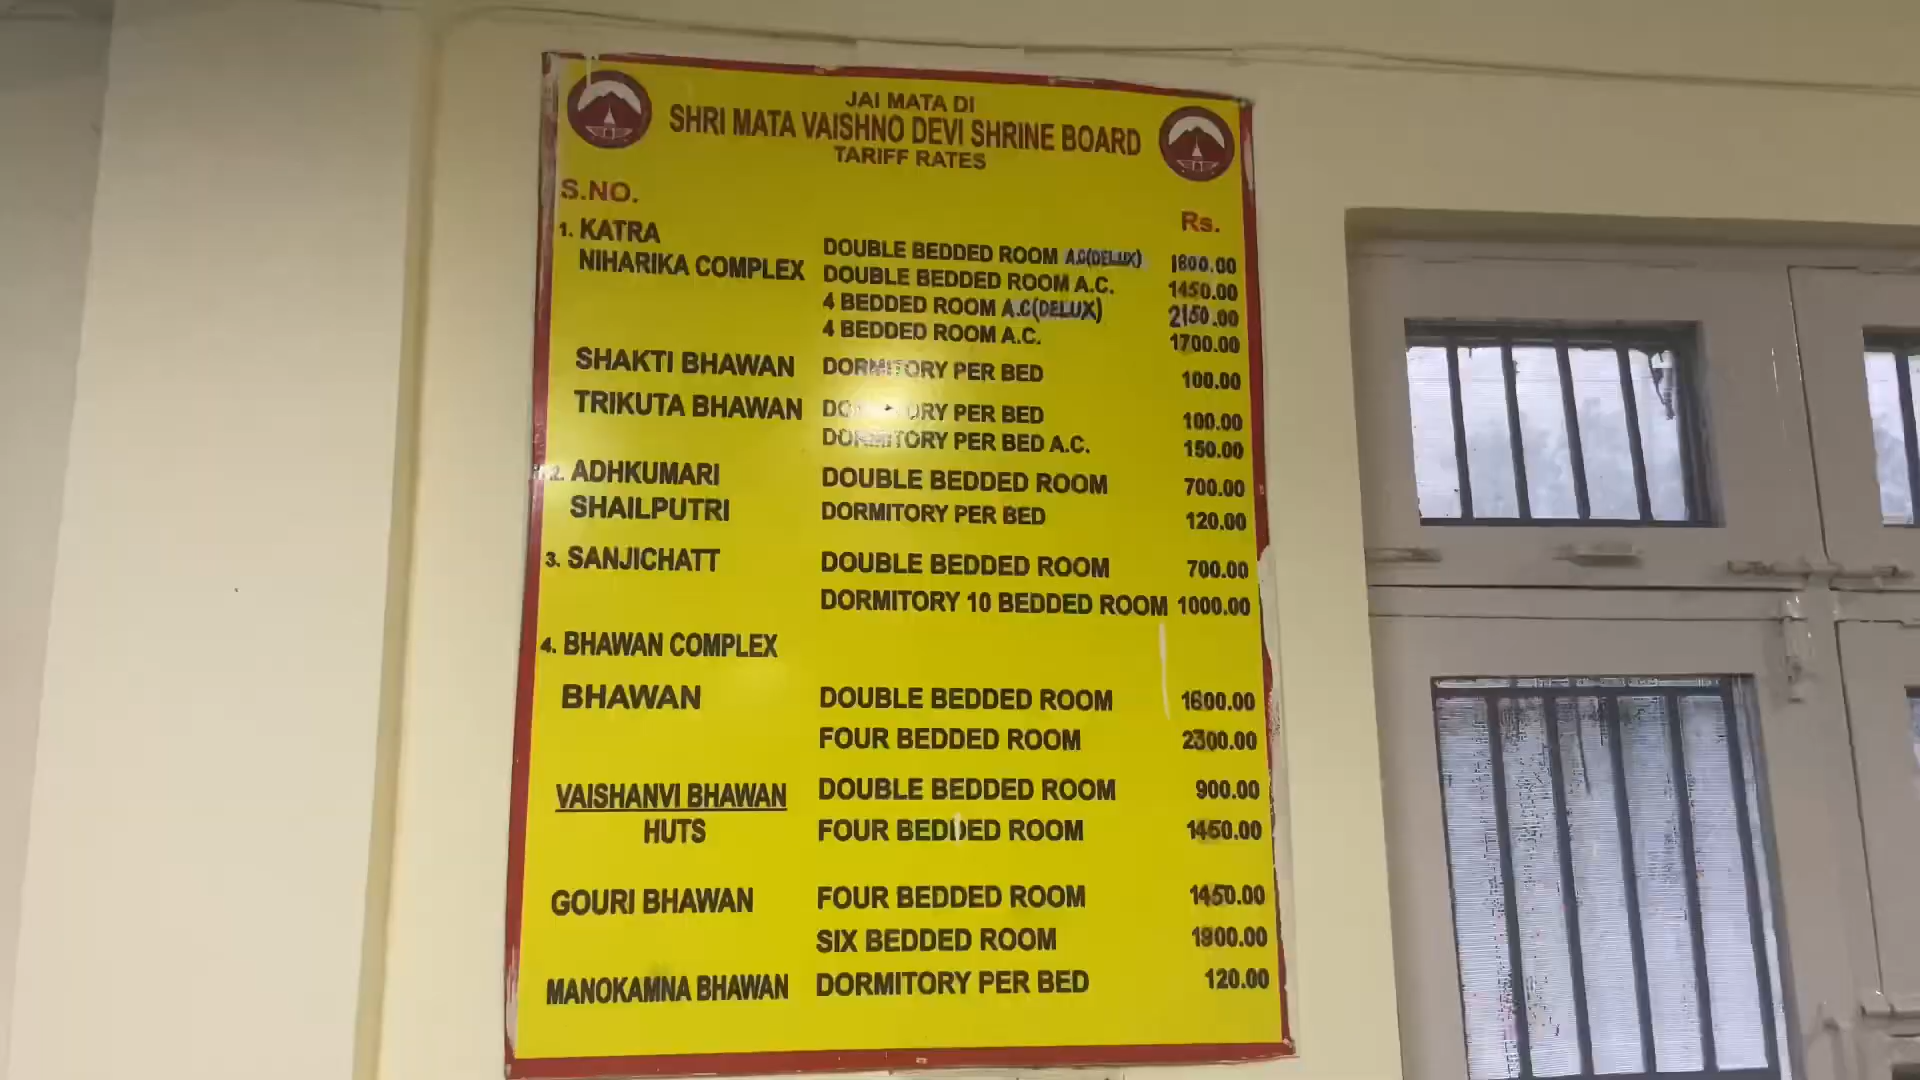 JAI MATA DI
SHRI MATA VAISHNO DEVI SHRINE BOARD
TARIFF RATES
S.NO. Rs.
1. KATRA
NIHARIKA COMPLEX DOUBLE BEDDED ROOM A.C(DELUX) 1800.00
DOUBLE BEDDED ROOM A.C. 1450.00
4 BEDDED ROOM A.C(DELUX) 2150.00
4 BEDDED ROOM A.C. 1700.00
SHAKTI BHAWAN DORMITORY PER BED 100.00
TRIKUTA BHAWAN DORMITORY PER BED 100.00
DORMITORY PER BED A.C. 150.00
2. ADHKUMARI DOUBLE BEDDED ROOM 700.00
SHAILPUTRI DORMITORY PER BED 120.00
3. SANJICHATT DOUBLE BEDDED ROOM 700.00
DORMITORY 10 BEDDED ROOM 1000.00
4. BHAWAN COMPLEX
BHAWAN DOUBLE BEDDED ROOM 1600.00
FOUR BEDDED ROOM 2300.00
VAISHANVI BHAWAN DOUBLE BEDDED ROOM 900.00
HUTS FOUR BEDDED ROOM 1450.00
GOURI BHAWAN FOUR BEDDED ROOM 1450.00
SIX BEDDED ROOM 1900.00
MANOKAMNA BHAWAN DORMITORY PER BED 120.00